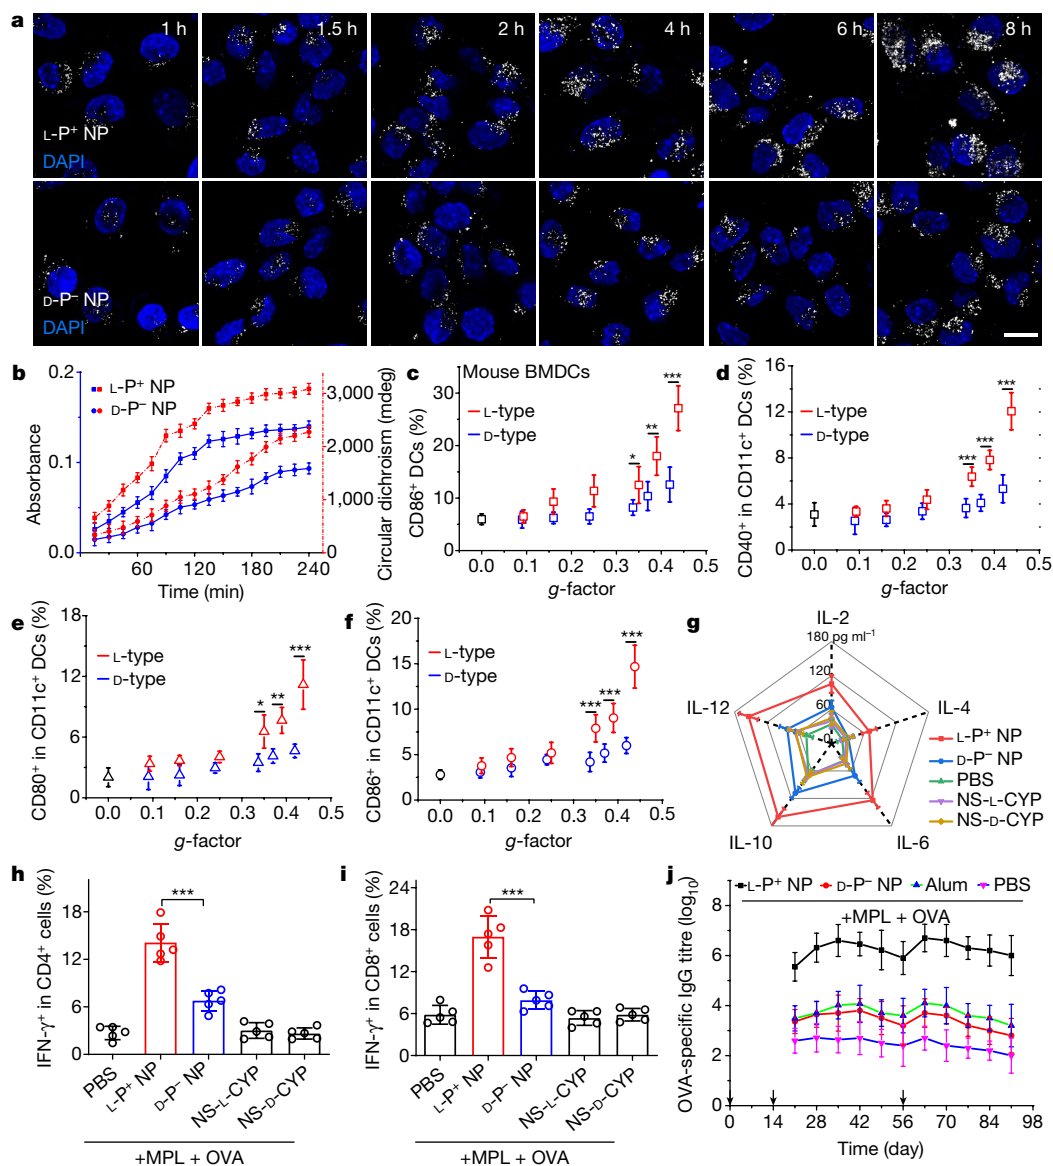 a
1 h
1.5 h
2 h
4 h
6 h
8 h
L-P⁺ NP
DAPI
D-P⁻ NP
DAPI
b
0.2
0.1
0.0
Absorbance
L-P⁺ NP
D-P⁻ NP
3,000
2,000
1,000
0
Circular dichroism (mdeg)
60
120
180
240
Time (min)
c
Mouse BMDCs
L-type
D-type
* ** ***
30
20
10
0
CD86⁺ DCs (%)
0.0 0.1 0.2 0.3 0.4 0.5
g-factor
d
L-type
D-type
*** *** ***
16
12
8
4
0
CD40⁺ in CD11c⁺ DCs (%)
0.0 0.1 0.2 0.3 0.4 0.5
g-factor
e
L-type
D-type
* ** ***
18
12
6
0
CD80⁺ in CD11c⁺ DCs (%)
0.0 0.1 0.2 0.3 0.4 0.5
g-factor
f
L-type
D-type
*** *** ***
20
15
10
5
0
CD86⁺ in CD11c⁺ DCs (%)
0.0 0.1 0.2 0.3 0.4 0.5
g-factor
g
IL-2
180 pg ml⁻¹
120
60
0
IL-12
IL-4
IL-10
IL-6
L-P⁺ NP
D-P⁻ NP
PBS
NS-L-CYP
NS-D-CYP
h
***
18
12
6
0
IFN-γ⁺ in CD4⁺ cells (%)
PBS
L-P⁺ NP
D-P⁻ NP
NS-L-CYP
NS-D-CYP
+MPL + OVA
i
***
24
18
12
6
0
IFN-γ⁺ in CD8⁺ cells (%)
PBS
L-P⁺ NP
D-P⁻ NP
NS-L-CYP
NS-D-CYP
+MPL + OVA
j
L-P⁺ NP D-P⁻ NP Alum PBS
+MPL + OVA
8
6
4
2
0
OVA-specific IgG titre (log₁₀)
0 14 28 42 56 70 84 98
Time (day)